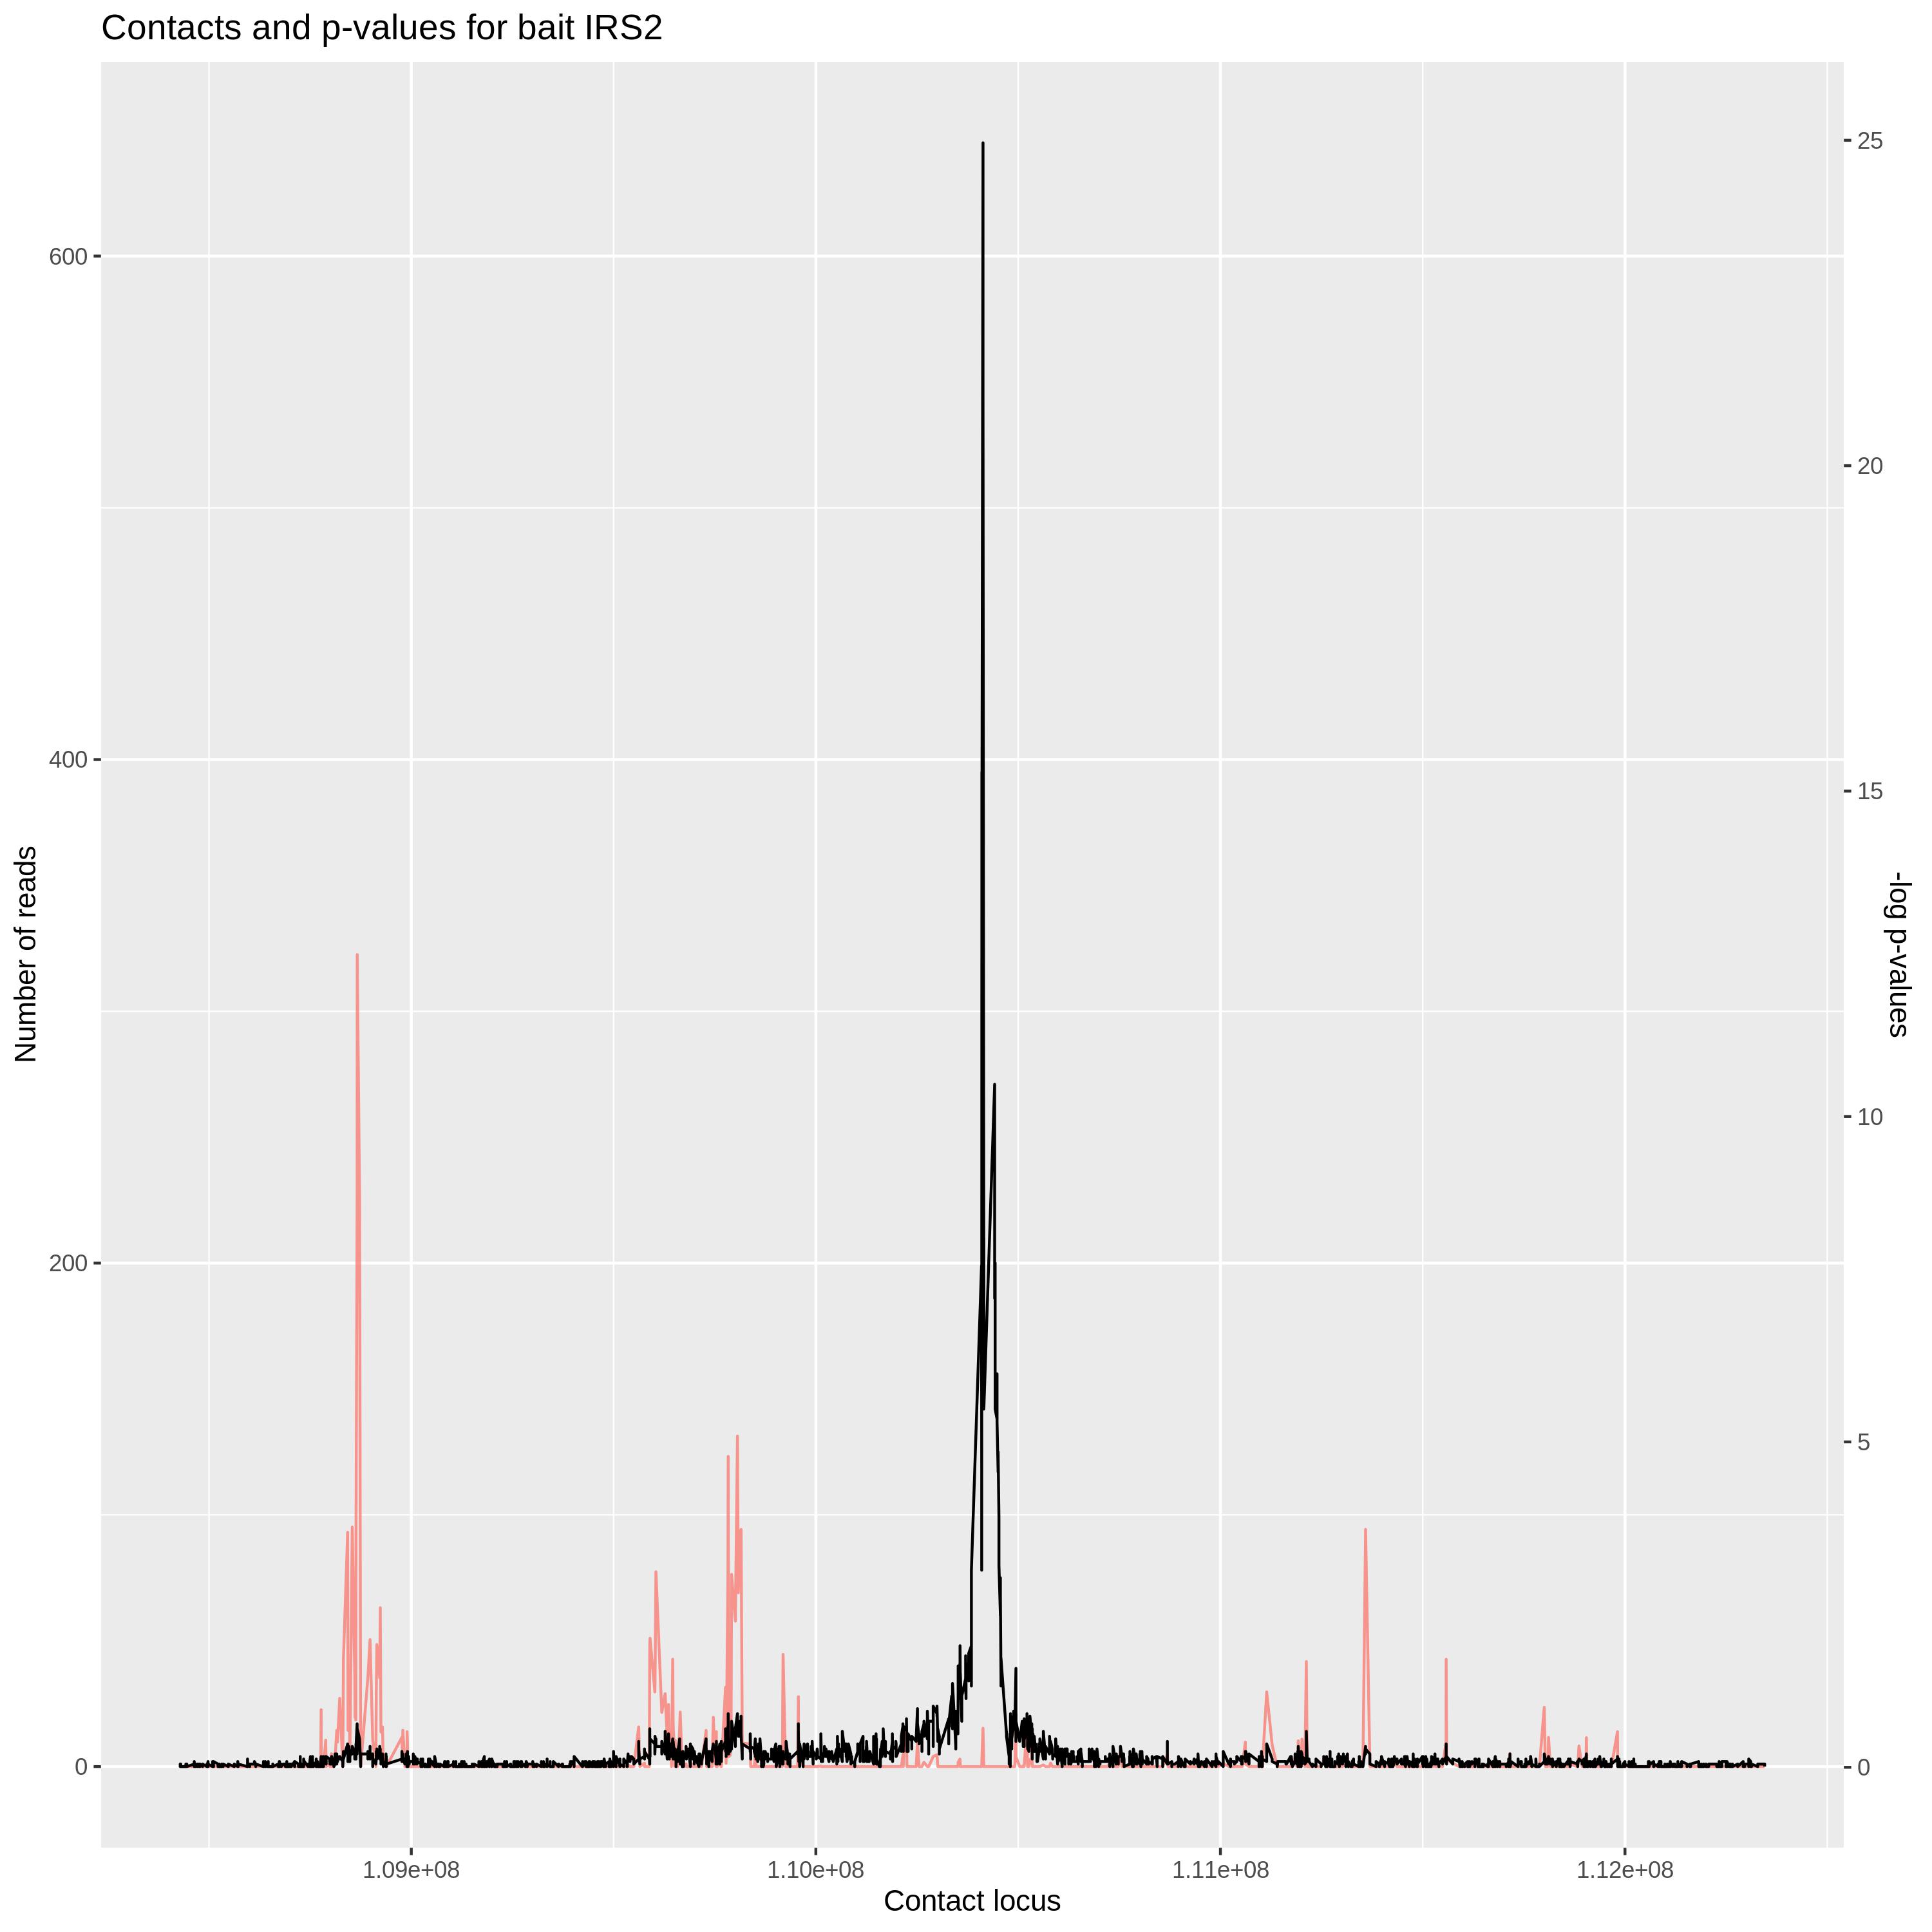 Contacts and p-values for bait IRS2
600
400
200
0
Number of reads
25
20
15
10
5
0
-log p-values
1.09e+08
1.10e+08
1.11e+08
1.12e+08
Contact locus